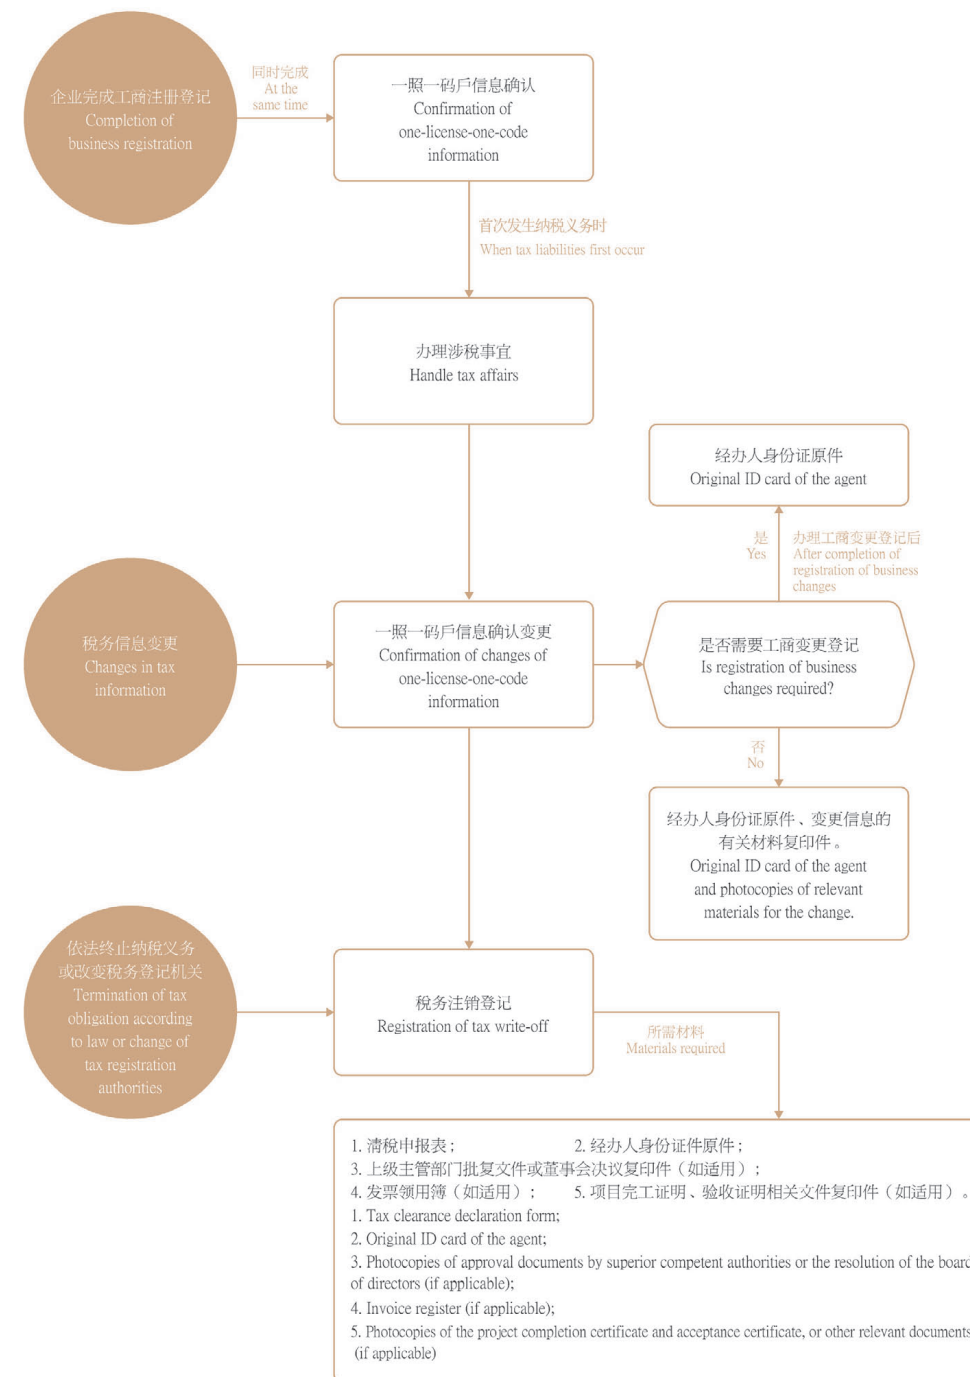 企业完成工商注册登记
Completion of
business registration
同时完成
At the
same time
一照一码戶信息确认
Confirmation of
one-license-one-code
information
首次发生纳税义务时
When tax liabilities first occur
办理涉税事宜
Handle tax affairs
经办人身份证原件
Original ID card of the agent
是
Yes
办理工商变更登记后
After completion of
registration of business
changes
税务信息变更
Changes in tax
information
一照一码戶信息确认变更
Confirmation of changes of
one-license-one-code
information
是否需要工商变更登记
Is registration of business
changes required?
否
No
经办人身份证原件、变更信息的
有关材料复印件。
Original ID card of the agent
and photocopies of relevant
materials for the change.
依法终止纳税义务
或改变税务登记机关
Termination of tax
obligation according
to law or change of
tax registration
authorities
税务注销登记
Registration of tax write-off
所需材料
Materials required
1. 清税申报表； 2. 经办人身份证件原件；
3. 上级主管部门批复文件或董事会决议复印件（如适用）；
4. 发票领用簿（如适用）； 5. 项目完工证明、验收证明相关文件复印件（如适用）。
1. Tax clearance declaration form;
2. Original ID card of the agent;
3. Photocopies of approval documents by superior competent authorities or the resolution of the board
of directors (if applicable);
4. Invoice register (if applicable);
5. Photocopies of the project completion certificate and acceptance certificate, or other relevant documents
(if applicable)